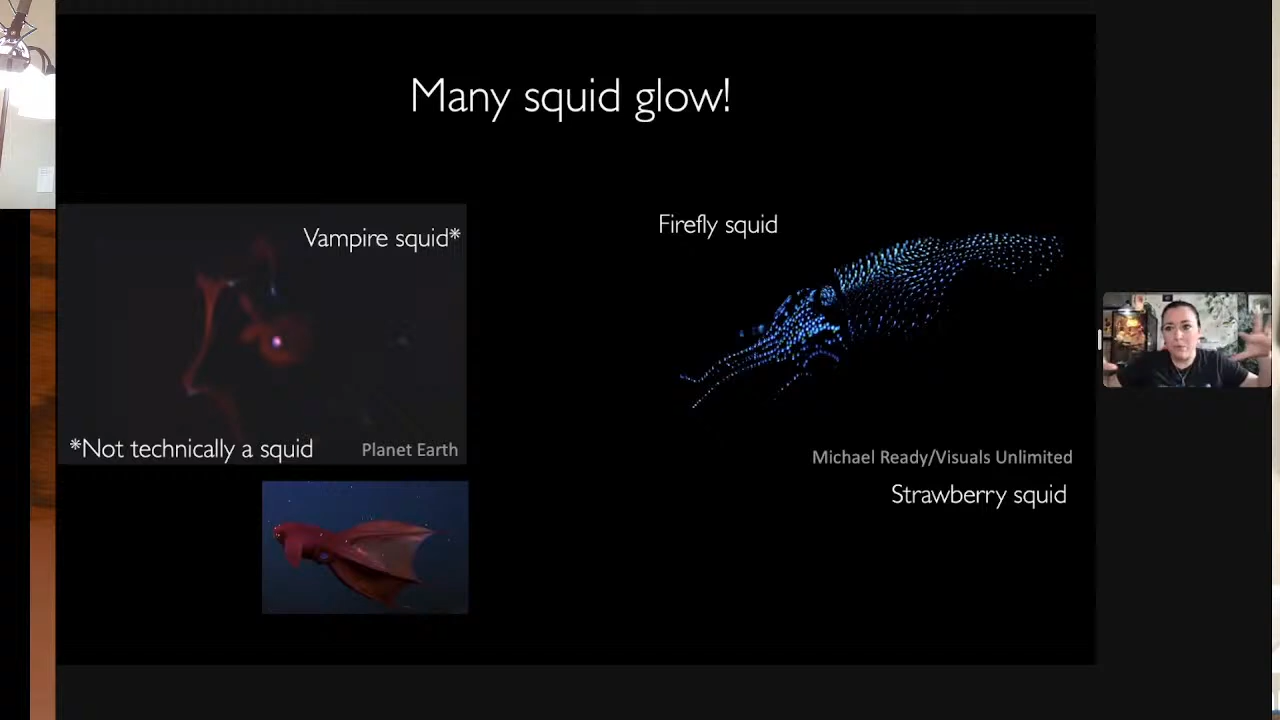 Many squid glow!
Vampire squid*
*Not technically a squid
Planet Earth
Firefly squid
Michael Ready/Visuals Unlimited
Strawberry squid